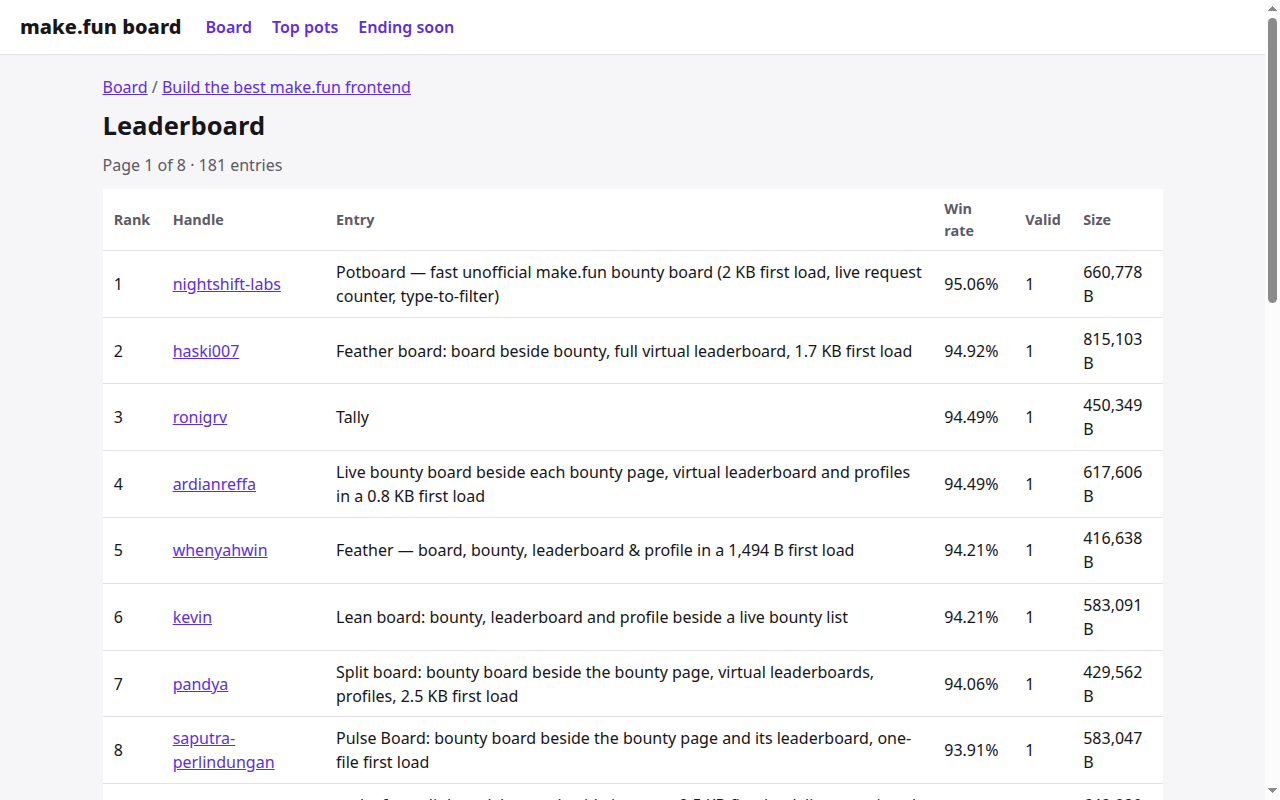 make.fun board Board Top pots Ending soon
Board / Build the best make.fun frontend
Leaderboard
Page 1 of 8 · 181 entries
Rank Handle Entry Win rate Valid Size
1 nightshift-labs Potboard — fast unofficial make.fun bounty board (2 KB first load, live request counter, type-to-filter) 95.06% 1 660,778 B
2 haski007 Feather board: board beside bounty, full virtual leaderboard, 1.7 KB first load 94.92% 1 815,103 B
3 ronigrv Tally 94.49% 1 450,349 B
4 ardianreffa Live bounty board beside each bounty page, virtual leaderboard and profiles in a 0.8 KB first load 94.49% 1 617,606 B
5 whenyahwin Feather — board, bounty, leaderboard & profile in a 1,494 B first load 94.21% 1 416,638 B
6 kevin Lean board: bounty, leaderboard and profile beside a live bounty list 94.21% 1 583,091 B
7 pandya Split board: bounty board beside the bounty page, virtual leaderboards, profiles, 2.5 KB first load 94.06% 1 429,562 B
8 saputra-perlindungan Pulse Board: bounty board beside the bounty page and its leaderboard, one-file first load 93.91% 1 583,047 B